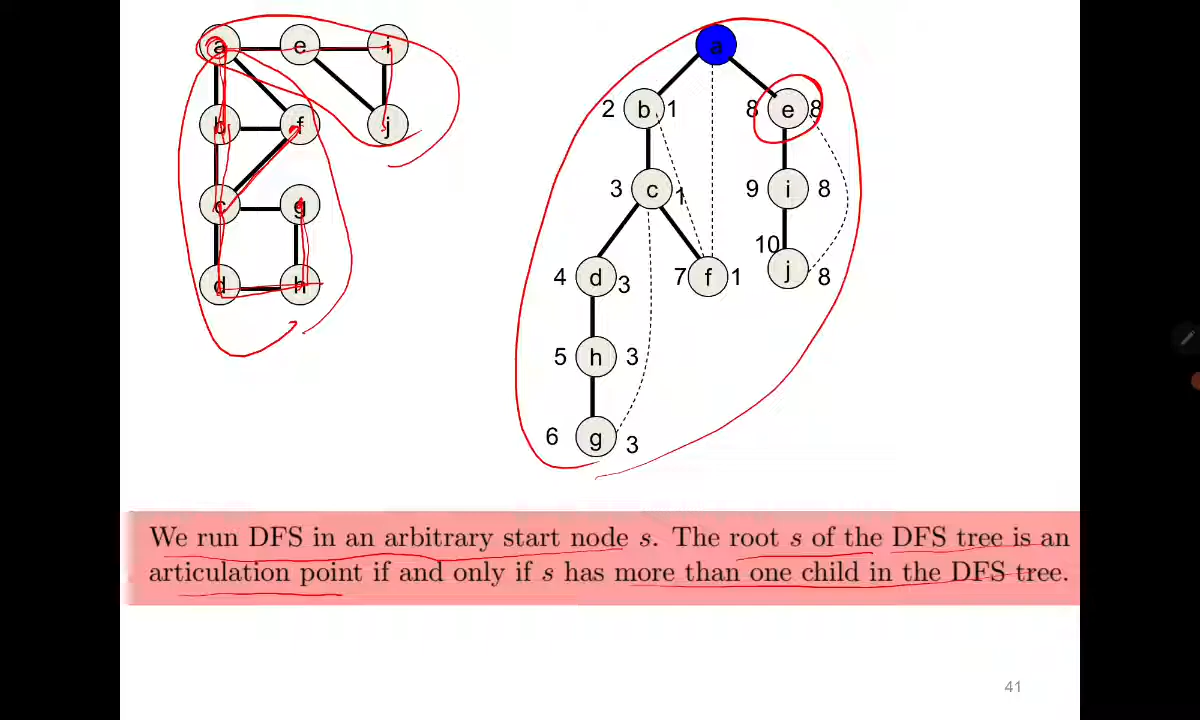 a e i
b f j
c g
d h
a
2 b 1 8 e 8
3 c 1 9 i 8
4 d 3 7 f 1 10 j 8
5 h 3
6 g 3
We run DFS in an arbitrary start node s. The root s of the DFS tree is an
articulation point if and only if s has more than one child in the DFS tree.
41